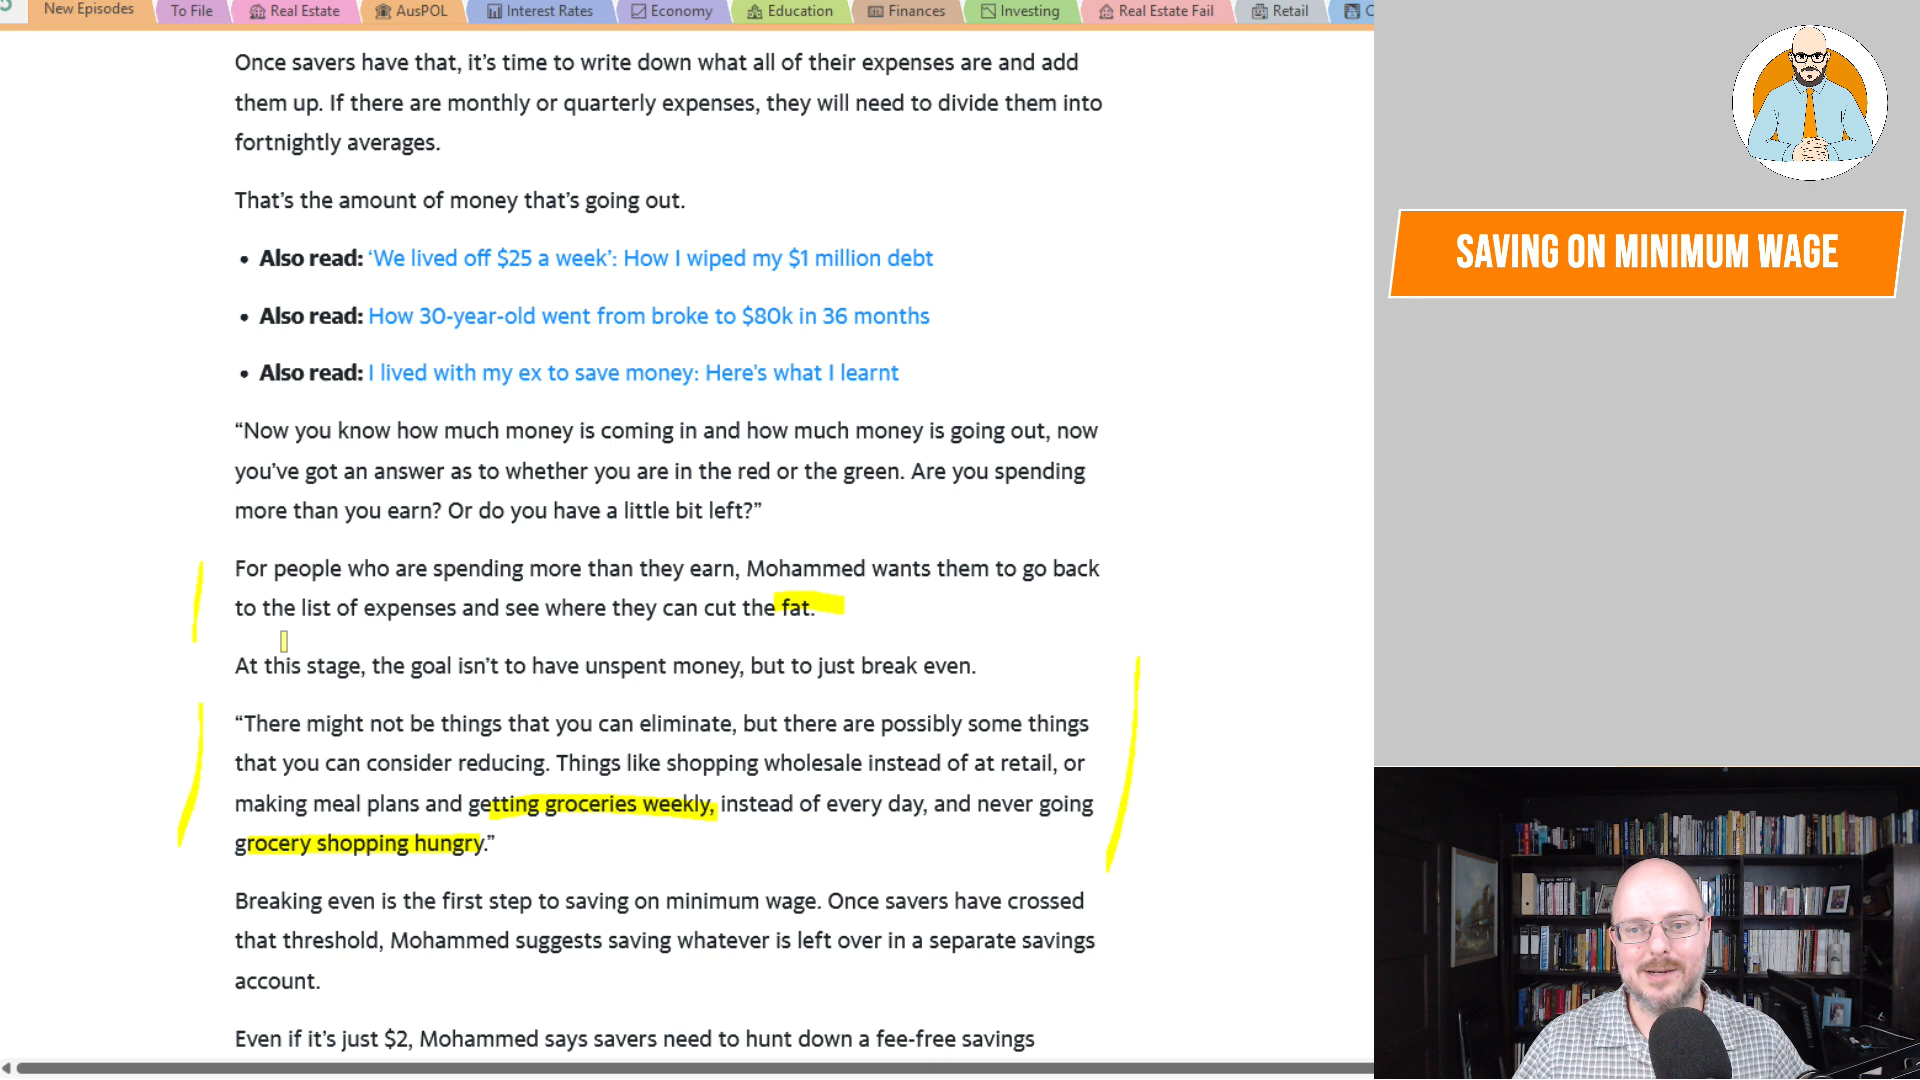 New Episodes
To File
Real Estate
AusPOL
Interest Rates
Economy
Education
Finances
Investing
Real Estate Fail
Retail
Once savers have that, it’s time to write down what all of their expenses are and add
them up. If there are monthly or quarterly expenses, they will need to divide them into
fortnightly averages.
That’s the amount of money that’s going out.
• Also read: ‘We lived off $25 a week’: How I wiped my $1 million debt
• Also read: How 30-year-old went from broke to $80k in 36 months
• Also read: I lived with my ex to save money: Here's what I learnt
“Now you know how much money is coming in and how much money is going out, now
you’ve got an answer as to whether you are in the red or the green. Are you spending
more than you earn? Or do you have a little bit left?”
For people who are spending more than they earn, Mohammed wants them to go back
to the list of expenses and see where they can cut the fat.
At this stage, the goal isn’t to have unspent money, but to just break even.
“There might not be things that you can eliminate, but there are possibly some things
that you can consider reducing. Things like shopping wholesale instead of at retail, or
making meal plans and getting groceries weekly, instead of every day, and never going
grocery shopping hungry.”
Breaking even is the first step to saving on minimum wage. Once savers have crossed
that threshold, Mohammed suggests saving whatever is left over in a separate savings
account.
Even if it’s just $2, Mohammed says savers need to hunt down a fee-free savings
SAVING ON MINIMUM WAGE